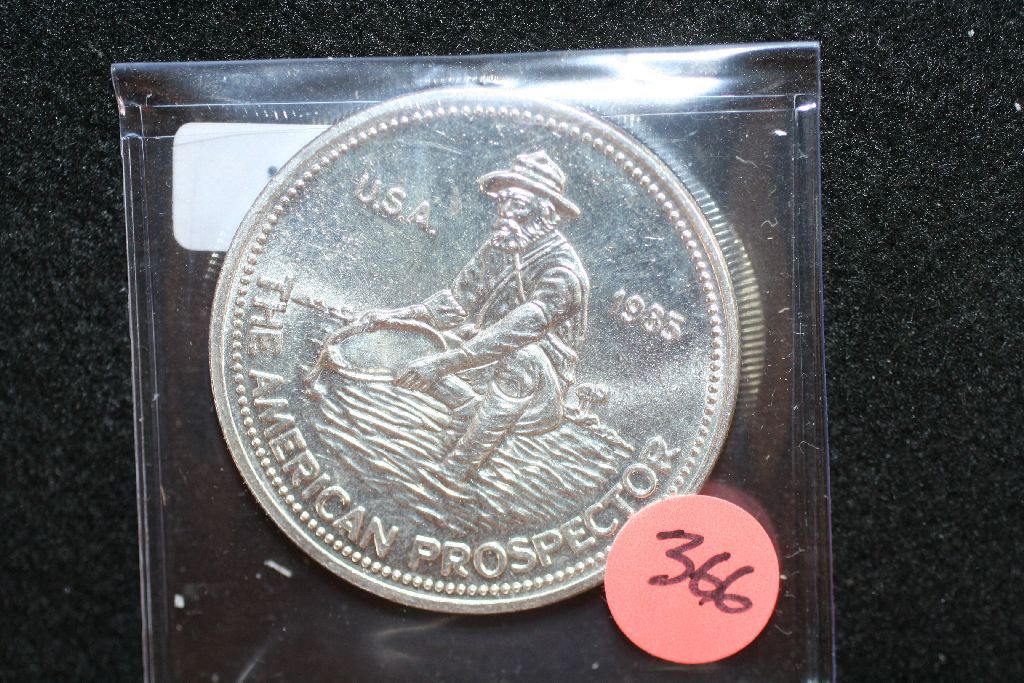 U.S.A.
1985
THE AMERICAN PROSPECTOR
366